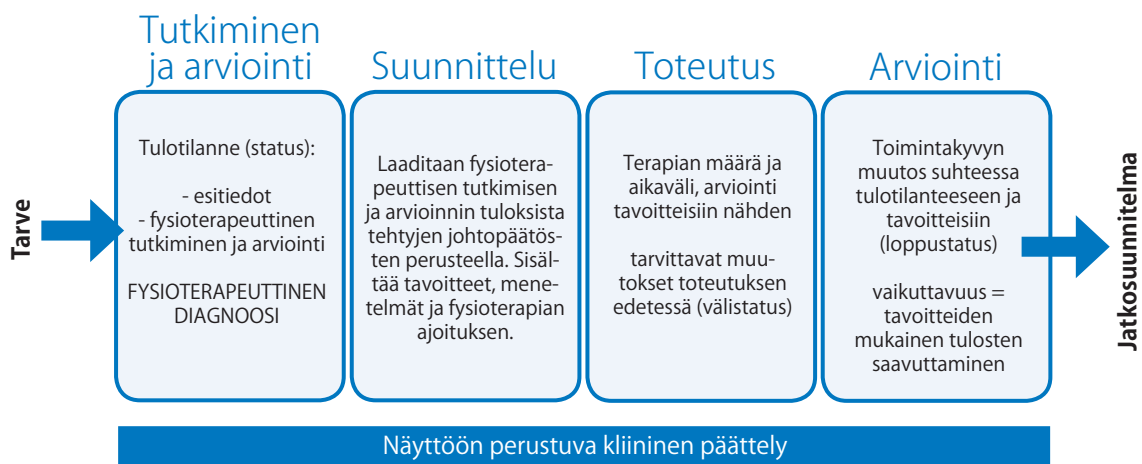 Tarve
Tutkiminen
ja arviointi
Tulotilanne (status):
- esitiedot
- fysioterapeuttinen
tutkiminen ja arviointi
FYSIOTERAPEUTTINEN
DIAGNOOSI
Suunnittelu
Laaditaan fysiotera-
peuttisen tutkimisen
ja arvioinnin tuloksista
tehtyjen johtopäätös-
ten perusteella. Sisäl-
tää tavoitteet, mene-
telmät ja fysioterapian
ajoituksen.
Toteutus
Terapian määrä ja
aikaväli, arviointi
tavoitteisiin nähden
tarvittavat muu-
tokset toteutuksen
edetessä (välistatus)
Arviointi
Toimintakyvyn
muutos suhteessa
tulotilanteeseen ja
tavoitteisiin
(loppustatus)
vaikuttavuus =
tavoitteiden
mukainen tulosten
saavuttaminen
Jatkosuunnitelma
Näyttöön perustuva kliininen päättely